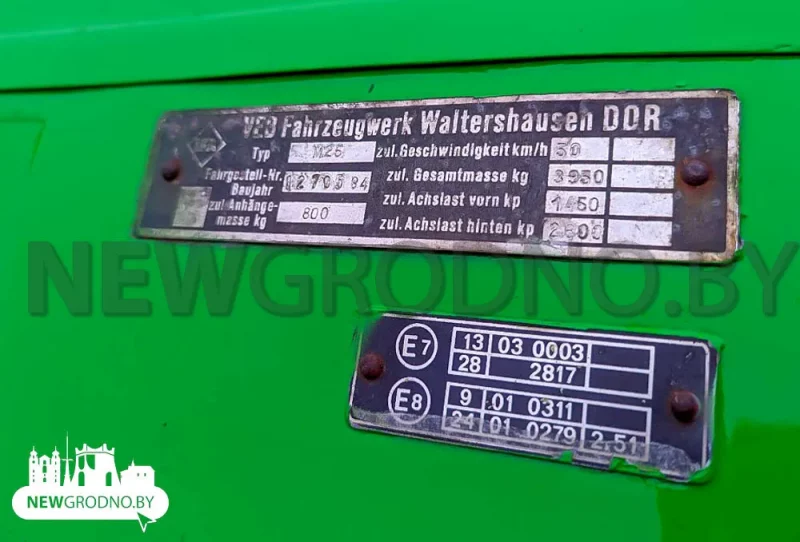 VEB Fahrzeugwerk Waltershausen DDR
Typ M25 zul. Geschwindigkeit km/h 50
Fahrgestell-Nr. 84 zul. Gesamtmasse kg 3950
Baujahr zul. Achslast vorn kp 1450
zul. Anhänge-masse kg 800 zul. Achslast hinten kp 2600
NEWGRODNO.BY
E7 13 03 0003
28 2817
E8 9 01 0311
24 01 0279 2.51
NEWGRODNO.BY